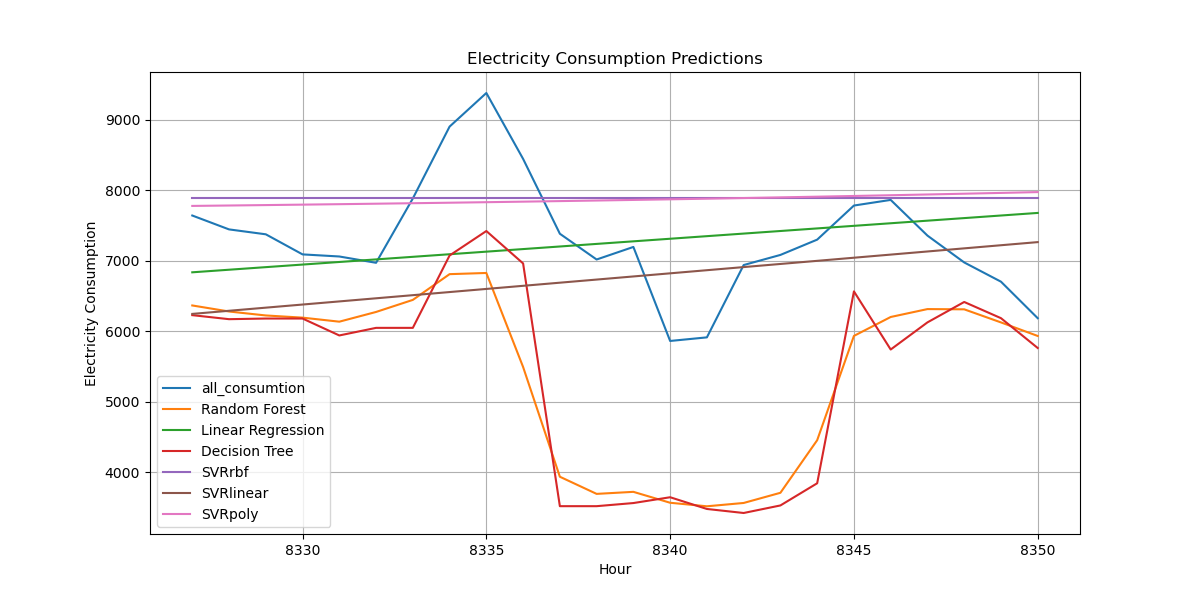 Electricity Consumption Predictions
Electricity Consumption
9000
8000
7000
6000
5000
4000
all_consumtion
Random Forest
Linear Regression
Decision Tree
SVRrbf
SVRlinear
SVRpoly
8330 8335 8340 8345 8350
Hour